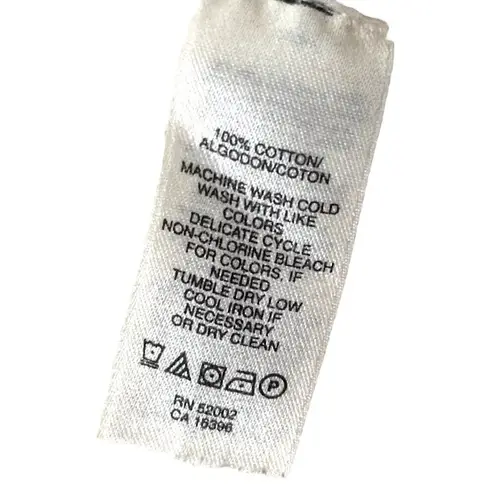 100% COTTON/
ALGODON/COTON
MACHINE WASH COLD
WASH WITH LIKE
COLORS
DELICATE CYCLE
NON-CHLORINE BLEACH
FOR COLORS, IF
NEEDED
TUMBLE DRY LOW
COOL IRON IF
NECESSARY
OR DRY CLEAN
P
RN 52002
CA 16396